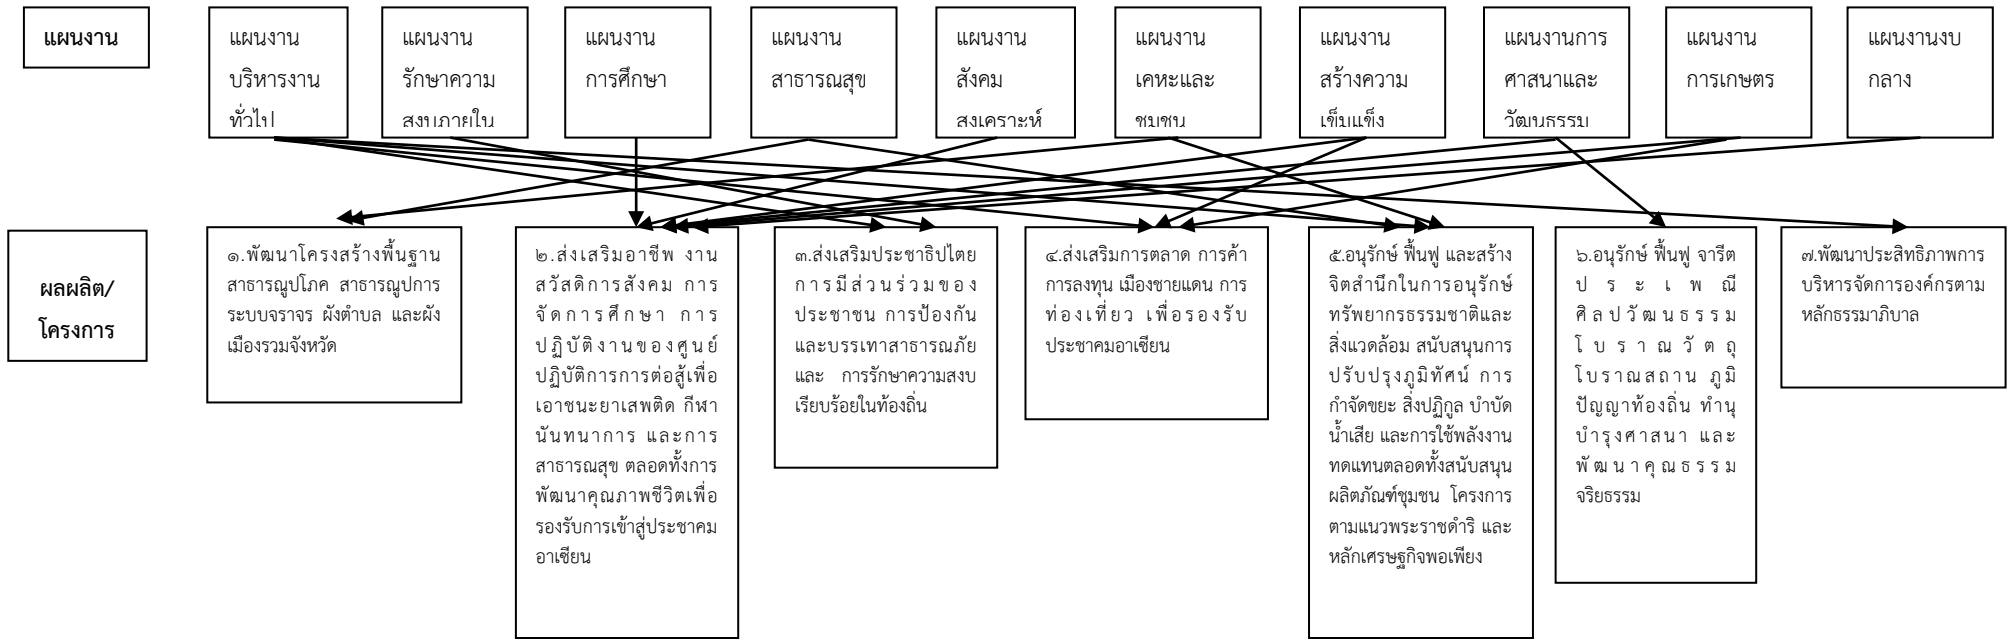 แผนงาน
แผนงาน
บริหารงาน
ทั่วไป
แผนงาน
รักษาความ
สงบภายใน
แผนงาน
การศึกษา
แผนงาน
สาธารณสุข
แผนงาน
สังคม
สงเคราะห์
แผนงาน
เคหะและ
ชุมชน
แผนงาน
สร้างความ
เข็มแข็ง
แผนงานการ
ศาสนาและ
วัฒนธรรม
แผนงาน
การเกษตร
แผนงานงบ
กลาง
ผลผลิต/
โครงการ
๑.พัฒนาโครงสร้างพื้นฐาน
สาธารณูปโภค สาธารณูปการ
ระบบจราจร ผังตำบล และผัง
เมืองรวมจังหวัด
๒.ส่งเสริมอาชีพ งาน
สวัสดิการสังคม การ
จัดการศึกษา การ
ปฏิบัติงานของศูนย์
ปฏิบัติการการต่อสู้เพื่อ
เอาชนะยาเสพติด กีฬา
นันทนาการ และการ
สาธารณสุข ตลอดทั้งการ
พัฒนาคุณภาพชีวิตเพื่อ
รองรับการเข้าสู่ประชาคม
อาเซียน
๓.ส่งเสริมประชาธิปไตย
การมีส่วนร่วมของ
ประชาชน การป้องกัน
และบรรเทาสาธารณภัย
และ การรักษาความสงบ
เรียบร้อยในท้องถิ่น
๔.ส่งเสริมการตลาด การค้า
การลงทุน เมืองชายแดน การ
ท่องเที่ยว เพื่อรองรับ
ประชาคมอาเซียน
๕.อนุรักษ์ ฟื้นฟู และสร้าง
จิตสำนึกในการอนุรักษ์
ทรัพยากรธรรมชาติและ
สิ่งแวดล้อม สนับสนุนการ
ปรับปรุงภูมิทัศน์ การ
กำจัดขยะ สิ่งปฏิกูล บำบัด
น้ำเสีย และการใช้พลังงาน
ทดแทนตลอดทั้งสนับสนุน
ผลิตภัณฑ์ชุมชน โครงการ
ตามแนวพระราชดำริ และ
หลักเศรษฐกิจพอเพียง
๖.อนุรักษ์ ฟื้นฟู จารีต
ประเพณี
ศิลปวัฒนธรรม
โบราณวัตถุ
โบราณสถาน ภูมิ
ปัญญาท้องถิ่น ทำนุ
บำรุงศาสนา และ
พัฒนาคุณธรรม
จริยธรรม
๗.พัฒนาประสิทธิภาพการ
บริหารจัดการองค์กรตาม
หลักธรรมาภิบาล